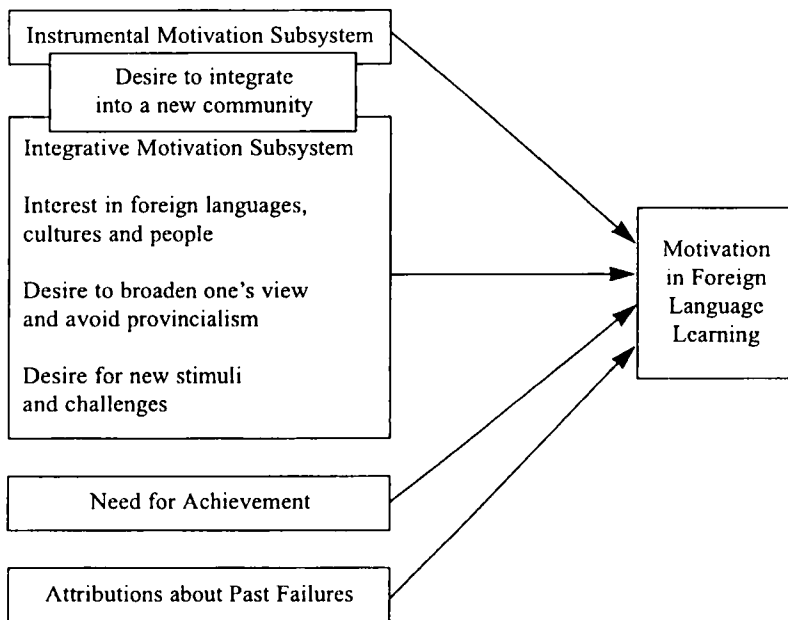 Instrumental Motivation Subsystem
Desire to integrate
into a new community
Integrative Motivation Subsystem
Interest in foreign languages,
cultures and people
Desire to broaden one's view
and avoid provincialism
Desire for new stimuli
and challenges
Need for Achievement
Attributions about Past Failures
Motivation
in Foreign
Language
Learning